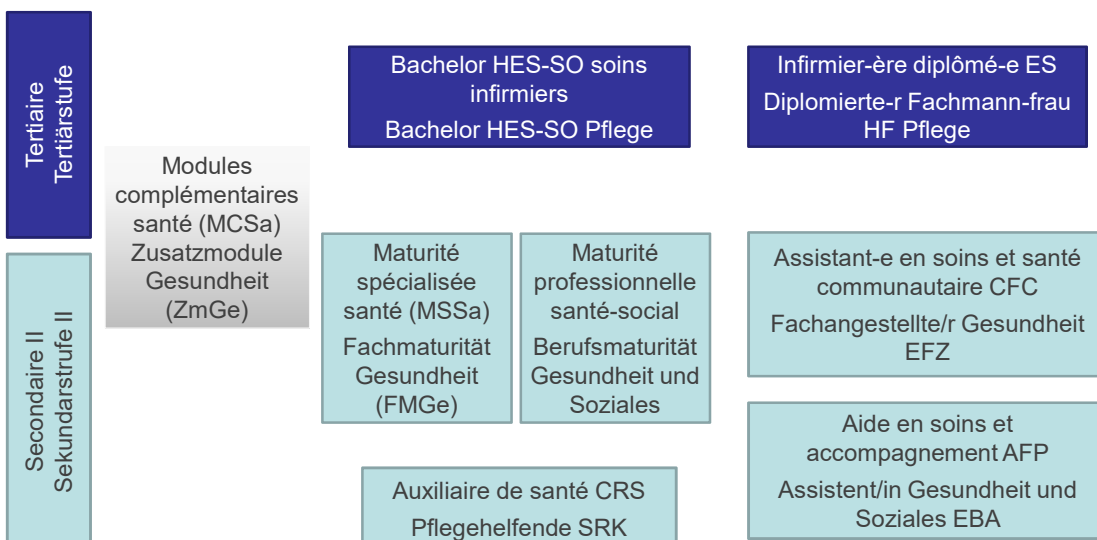 Tertiaire
Tertiärstufe
Bachelor HES-SO soins
infirmiers
Bachelor HES-SO Pflege
Infirmier-ère diplômé-e ES
Diplomierte-r Fachmann-frau
HF Pflege
Modules
complémentaires
santé (MCSa)
Zusatzmodule
Gesundheit
(ZmGe)
Secondaire II
Sekundarstrufe II
Maturité
spécialisée
santé (MSSa)
Fachmaturität
Gesundheit
(FMGe)
Maturité
professionnelle
santé-social
Berufsmaturität
Gesundheit und
Soziales
Assistant-e en soins et santé
communautaire CFC
Fachangestellte/r Gesundheit
EFZ
Auxiliaire de santé CRS
Pflegehelfende SRK
Aide en soins et
accompagnement AFP
Assistent/in Gesundheit und
Soziales EBA